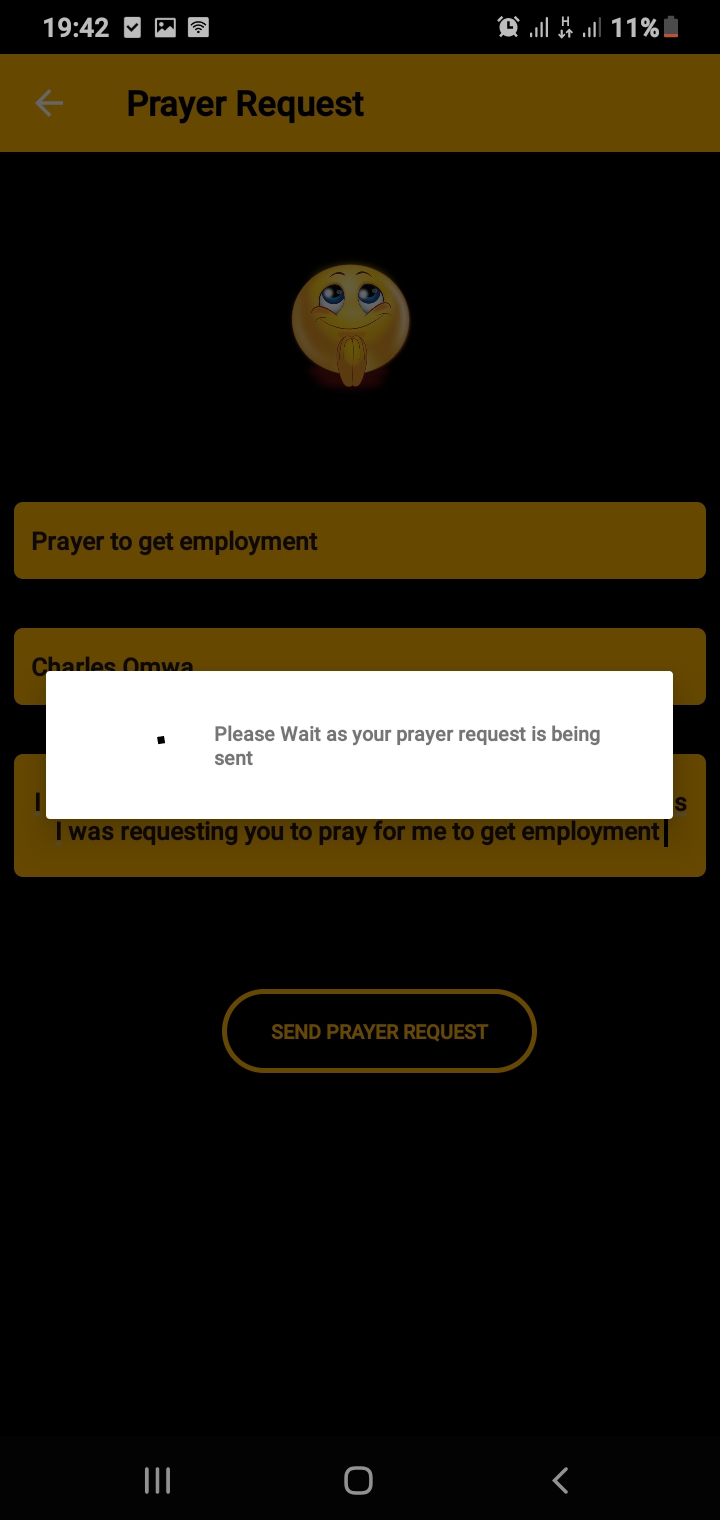 19:42
H
11%
Prayer Request
Prayer to get employment
Charles Omwa
Please Wait as your prayer request is being
sent
I was requesting you to pray for me to get employment
SEND PRAYER REQUEST